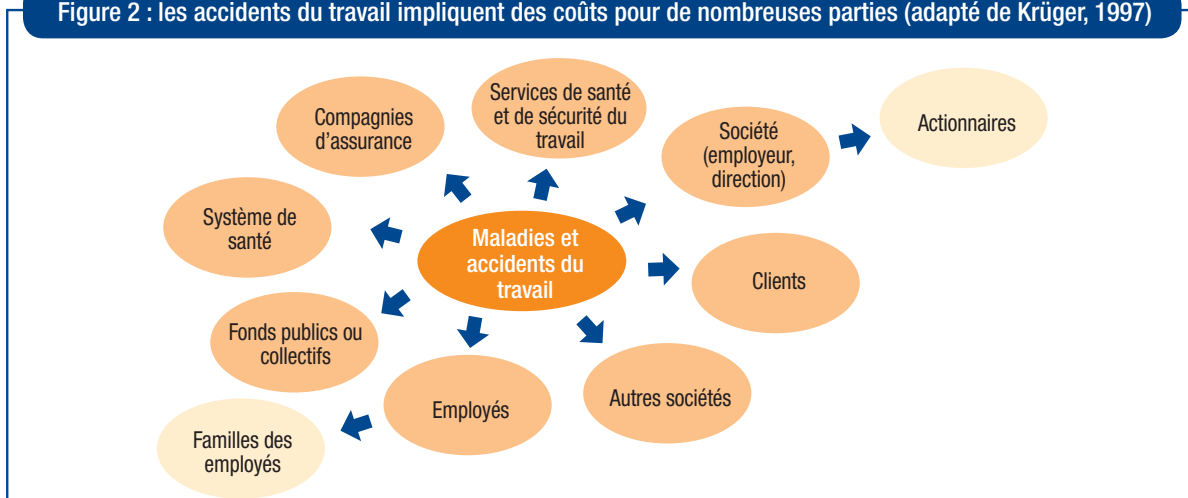 Figure 2 : les accidents du travail impliquent des coûts pour de nombreuses parties (adapté de Krüger, 1997)
Compagnies
d'assurance
Services de santé
et de sécurité du
travail
Société
(employeur,
direction)
Actionnaires
Système de
santé
Maladies et
accidents du
travail
Clients
Fonds publics ou
collectifs
Employés
Autres sociétés
Familles des
employés